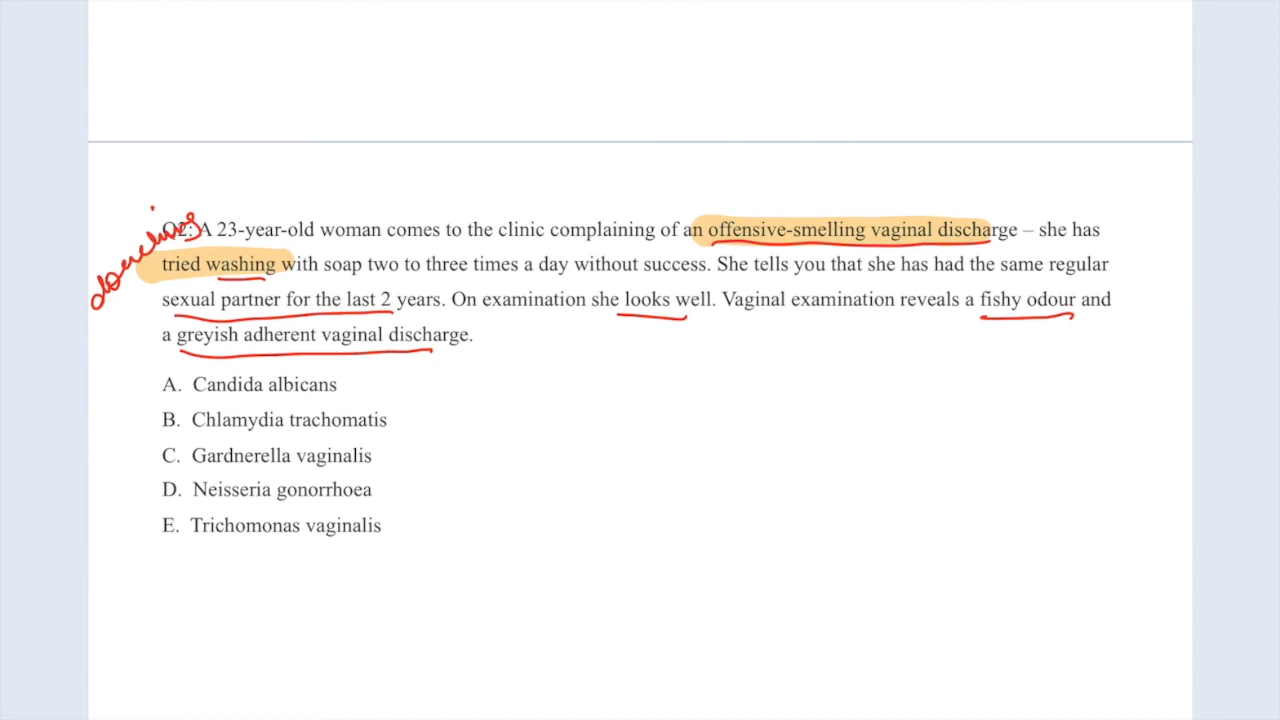 douching
Q2: A 23-year-old woman comes to the clinic complaining of an offensive-smelling vaginal discharge – she has
tried washing with soap two to three times a day without success. She tells you that she has had the same regular
sexual partner for the last 2 years. On examination she looks well. Vaginal examination reveals a fishy odour and
a greyish adherent vaginal discharge.
A. Candida albicans
B. Chlamydia trachomatis
C. Gardnerella vaginalis
D. Neisseria gonorrhoea
E. Trichomonas vaginalis